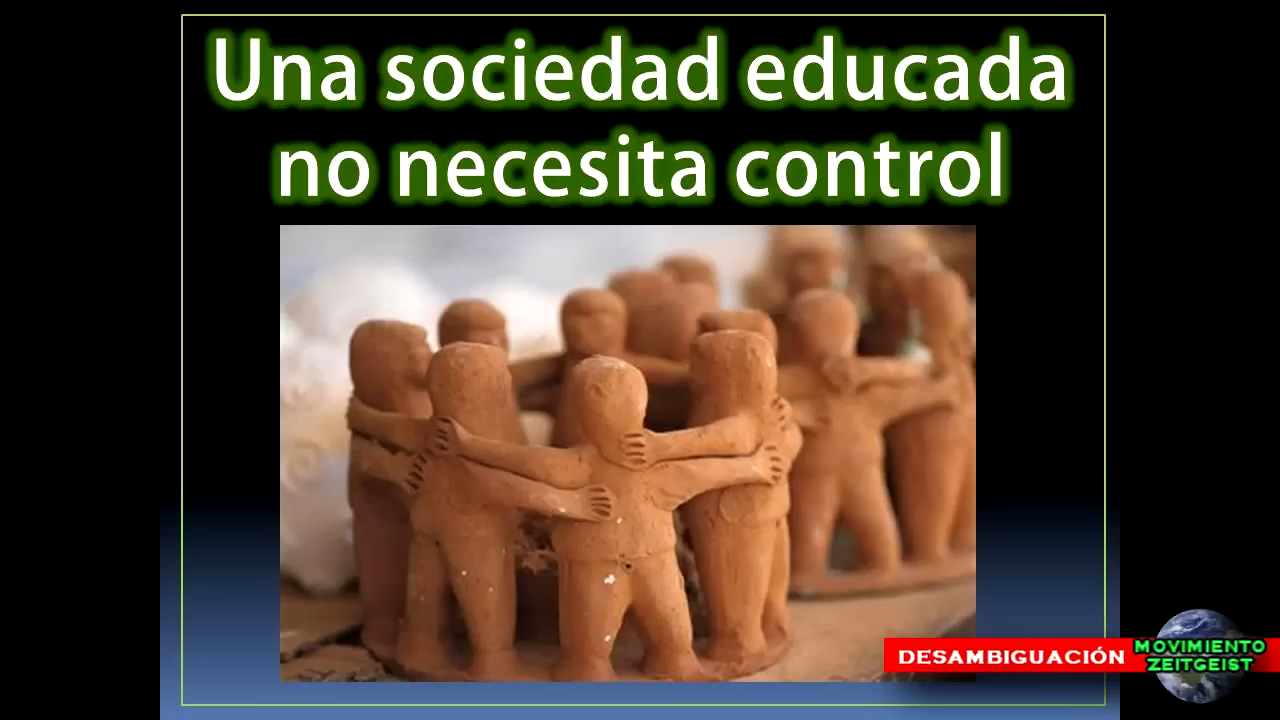 Una sociedad educada
no necesita control
DESAMBIGUACIÓN
MOVIMIENTO
ZEITGEIST